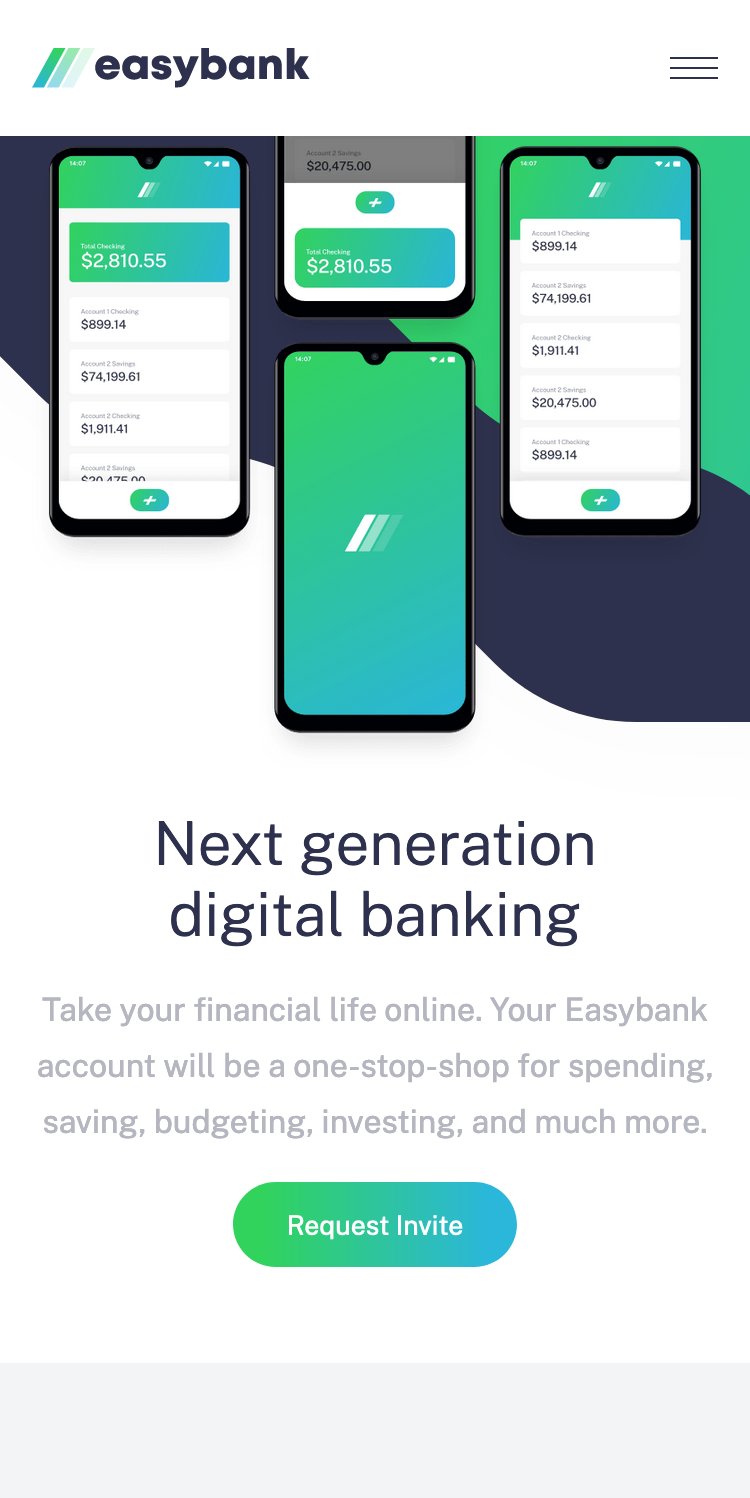 easybank
14:07
Total Checking
$2,810.55
Account 1 Checking
$899.14
Account 2 Savings
$74,199.61
Account 2 Checking
$1,911.41
Account 2 Savings
$20,475.00
Account 2 Savings
$20,475.00
Total Checking
$2,810.55
14:07
14:07
Account 1 Checking
$899.14
Account 2 Savings
$74,199.61
Account 2 Checking
$1,911.41
Account 2 Savings
$20,475.00
Account 1 Checking
$899.14
Next generation
digital banking
Take your financial life online. Your Easybank
account will be a one-stop-shop for spending,
saving, budgeting, investing, and much more.
Request Invite